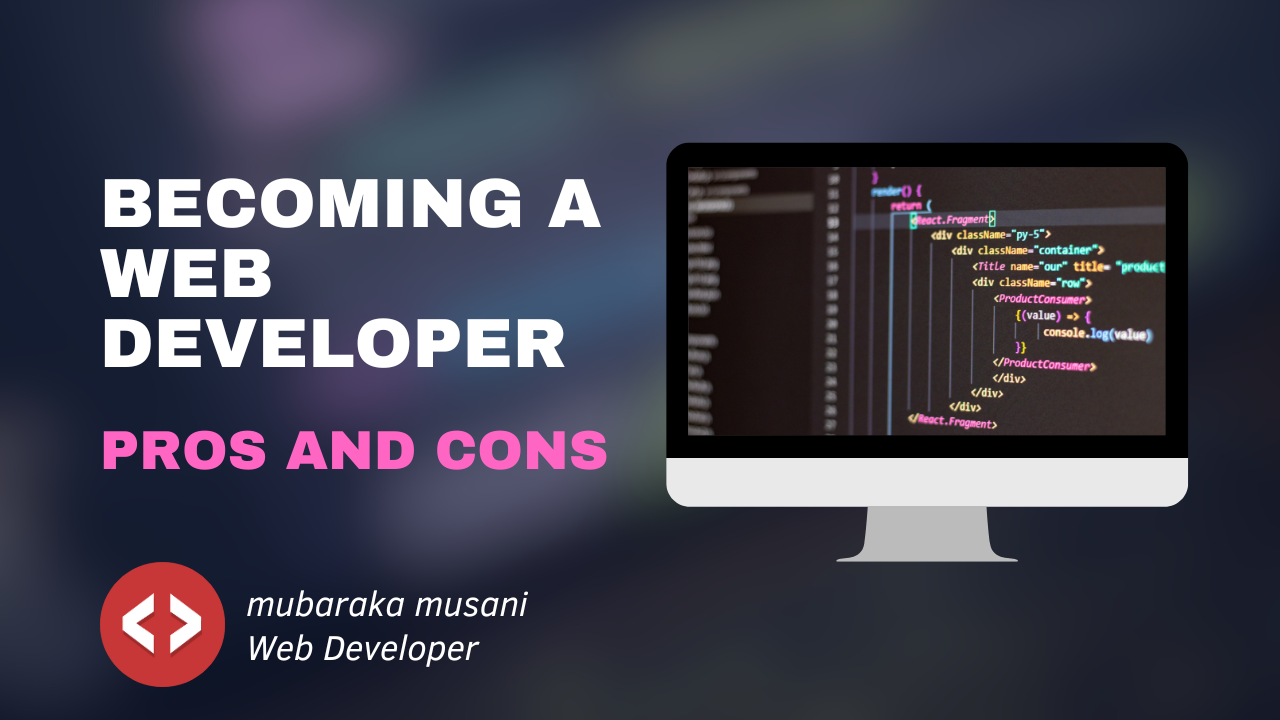 BECOMING A
WEB
DEVELOPER
PROS AND CONS
mubaraka musani
Web Developer
}
render() {
return (
<React.Fragment>
<div className="py-5">
<div className="container">
<Title name="our" title= "product
<div className="row">
<ProductConsumer>
{(value) => {
console.log(value)
}}
</ProductConsumer>
</div>
</div>
</div>
</React.Fragment>